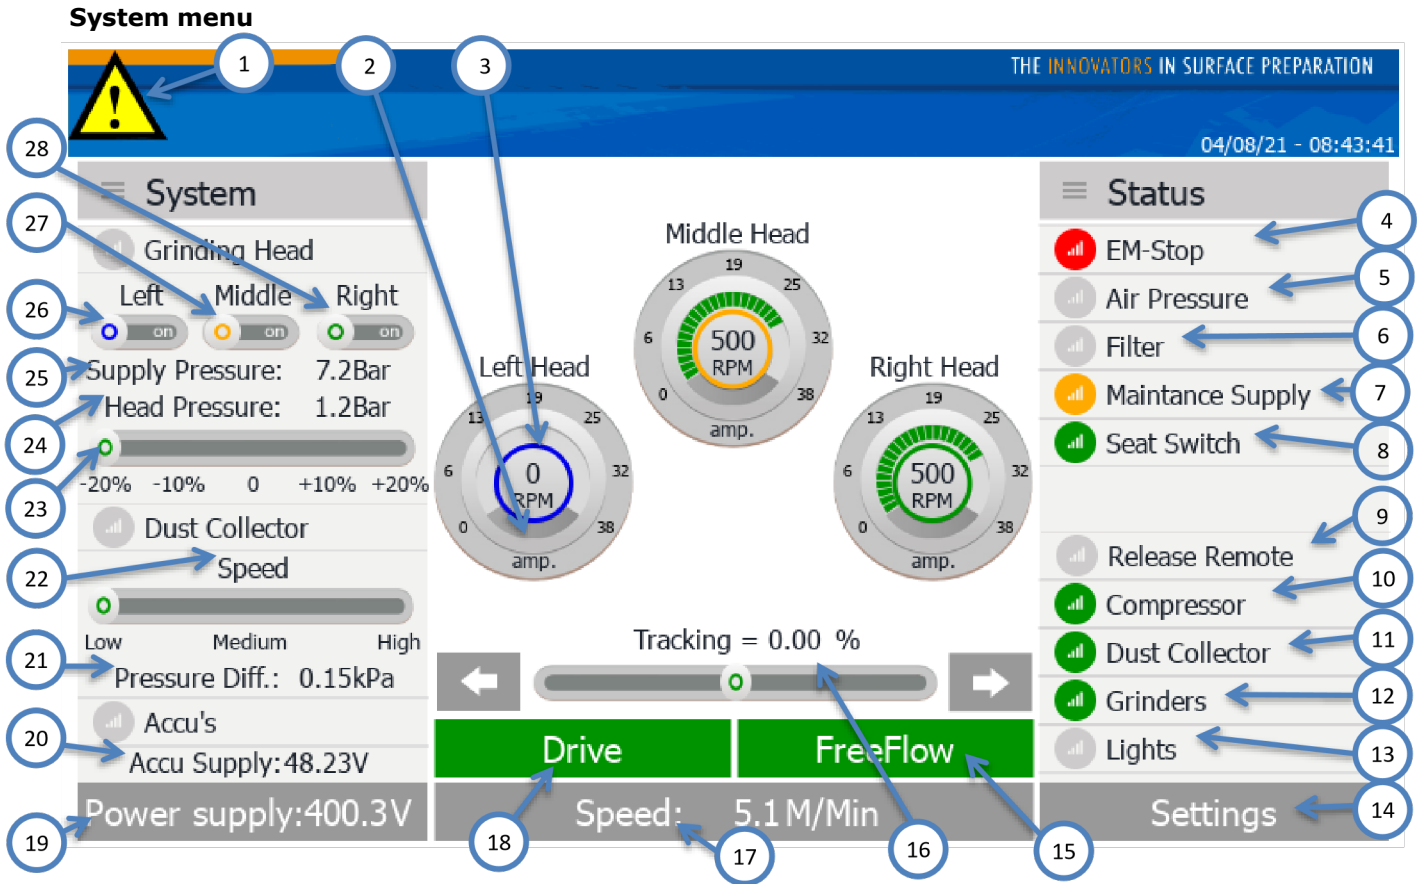 System menu
1
2
3
THE INNOVATORS IN SURFACE PREPARATION
04/08/21 - 08:43:41
28
27
26
25
24
23
22
21
20
19
System
Grinding Head
Left Middle Right
on on on
Supply Pressure: 7.2Bar
Head Pressure: 1.2Bar
-20% -10% 0 +10% +20%
Dust Collector
Speed
Low Medium High
Pressure Diff.: 0.15kPa
Accu's
Accu Supply:48.23V
Power supply:400.3V
Middle Head
0 6 13 19 25 32 38
500
RPM
amp.
Left Head
0 6 13 19 25 32 38
0
RPM
amp.
Right Head
0 6 13 19 25 32 38
500
RPM
amp.
Tracking = 0.00 %
Drive
FreeFlow
Speed: 5.1 M/Min
18
17
16
15
Status
EM-Stop
Air Pressure
Filter
Maintance Supply
Seat Switch
Release Remote
Compressor
Dust Collector
Grinders
Lights
Settings
4
5
6
7
8
9
10
11
12
13
14